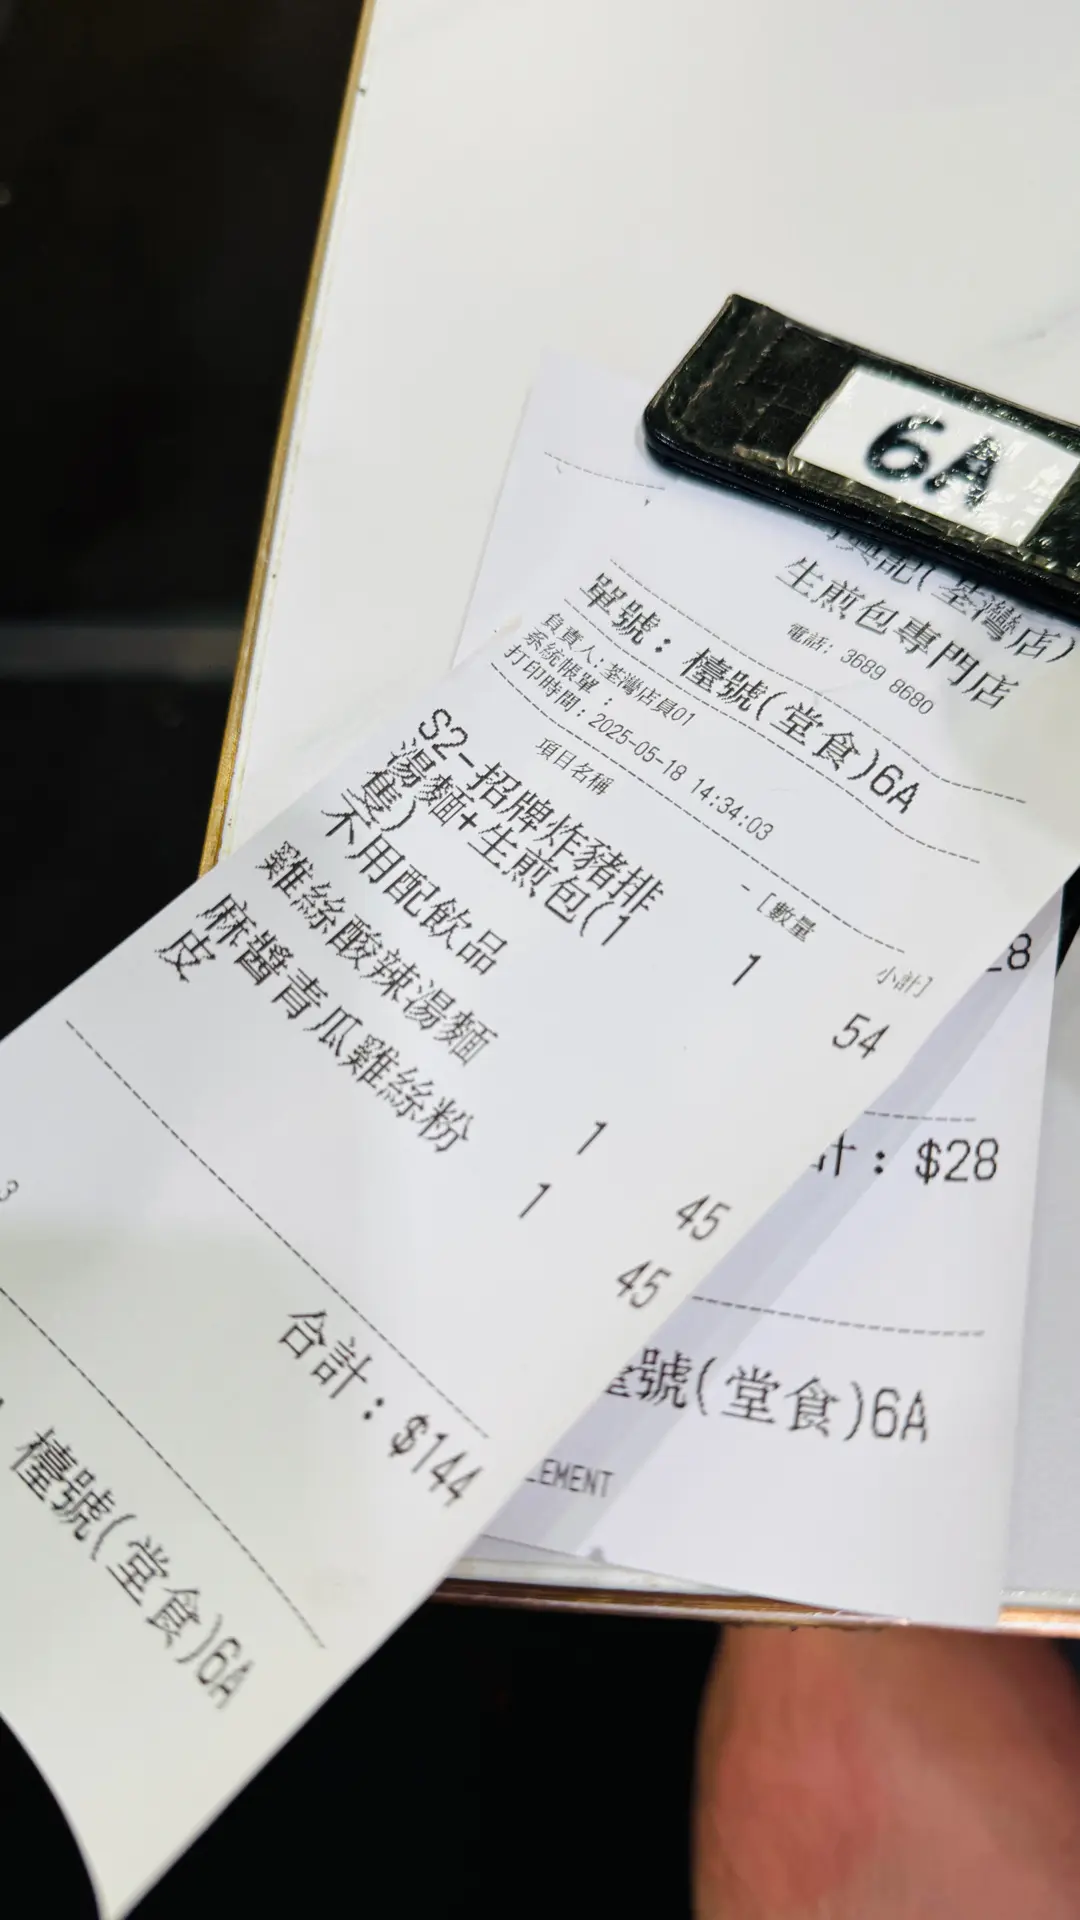 6A
記(荃灣店)
生煎包專門店
電話: 3689 8680
單號: 檯號(堂食)6A
負責人: 荃灣店員01
系統帳單 :
打印時間: 2025-05-18 14:34:03
項目名稱 -[數量 小計]
S2-招牌炸豬排 1 54
湯麵+生煎包(1
隻)
不用配飲品
雞絲酸辣湯麵 1 45
麻醬青瓜雞絲粉 1 45
皮
3
合計: $144
檯號(堂食)6A
28
計: $28
號(堂食)6A
LEMENT